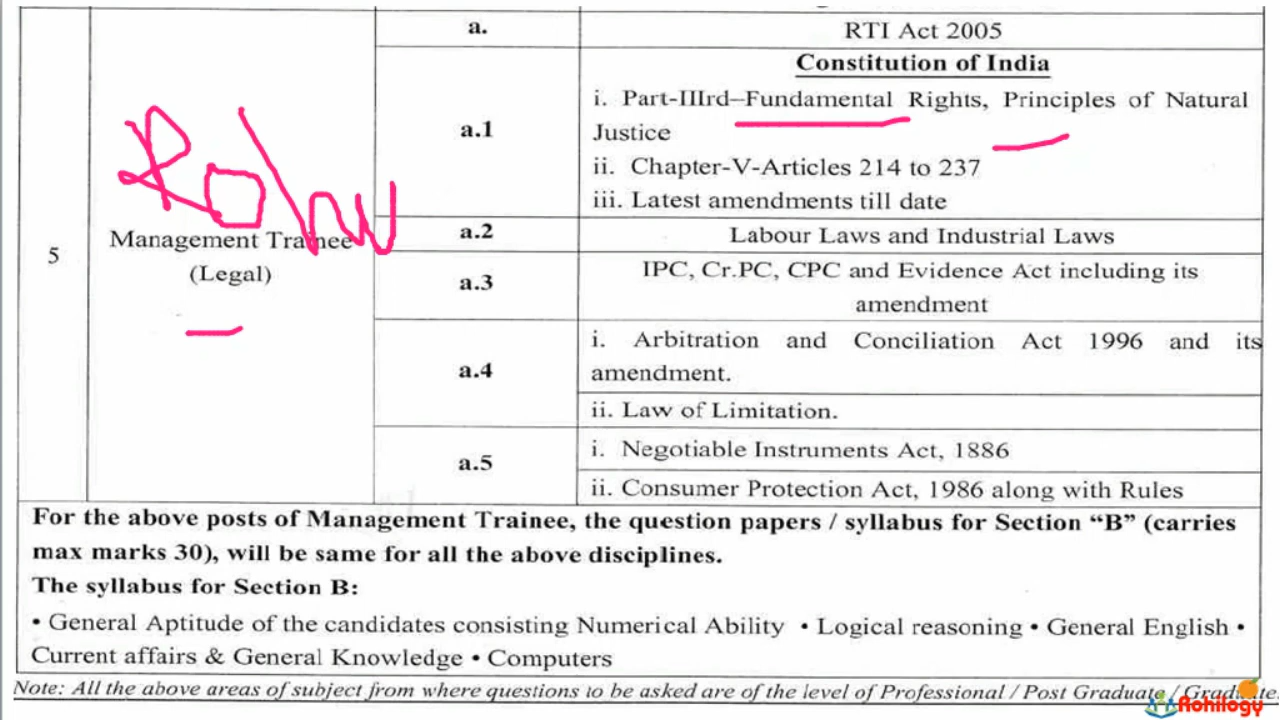 a.
RTI Act 2005
Constitution of India
i. Part-IIIrd–Fundamental Rights, Principles of Natural
Justice
a.1
ii. Chapter-V-Articles 214 to 237
iii. Latest amendments till date
5
Management Trainee
(Legal)
a.2
Labour Laws and Industrial Laws
a.3
IPC, Cr.PC, CPC and Evidence Act including its
amendment
a.4
i. Arbitration and Conciliation Act 1996 and its
amendment.
ii. Law of Limitation.
a.5
i. Negotiable Instruments Act, 1886
ii. Consumer Protection Act, 1986 along with Rules
For the above posts of Management Trainee, the question papers / syllabus for Section “B” (carries
max marks 30), will be same for all the above disciplines.
The syllabus for Section B:
• General Aptitude of the candidates consisting Numerical Ability • Logical reasoning • General English •
Current affairs & General Knowledge • Computers
Note: All the above areas of subject from where questions to be asked are of the level of Professional / Post Graduate / Graduate.
Rohilogy